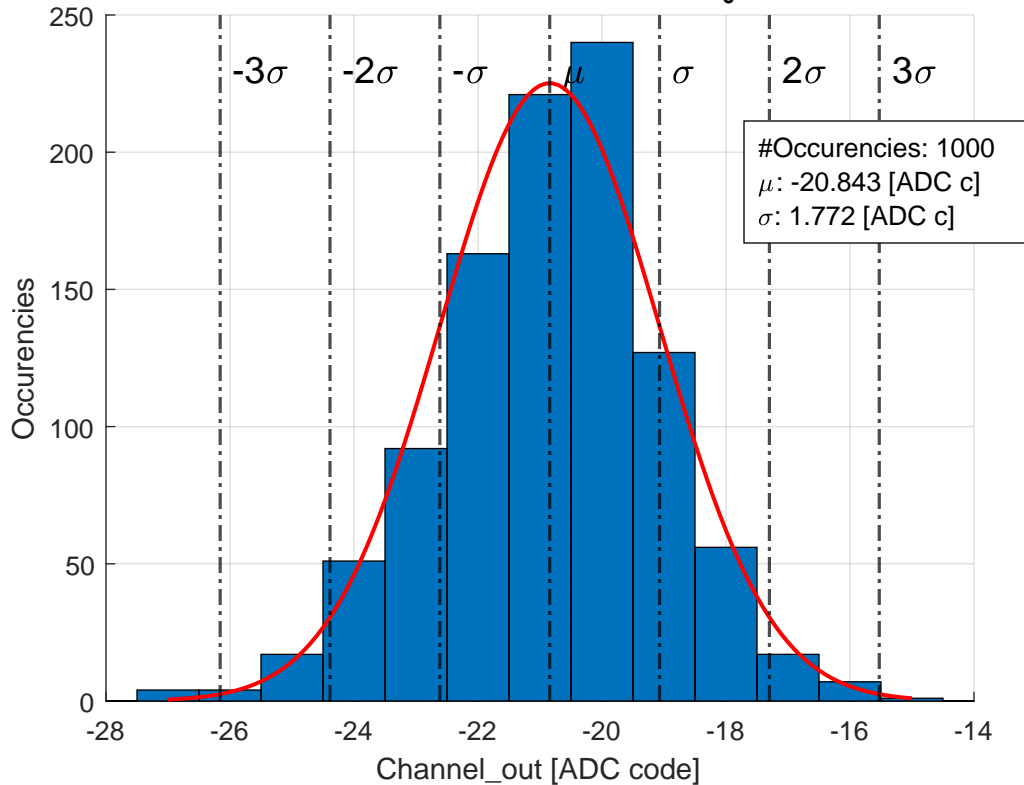 -3σ -2σ -σ μ σ 2σ 3σ
#Occurencies: 1000
μ: -20.843 [ADC c]
σ: 1.772 [ADC c]
250
200
150
100
50
0
Occurencies
-28 -26 -24 -22 -20 -18 -16 -14
Channel_out [ADC code]